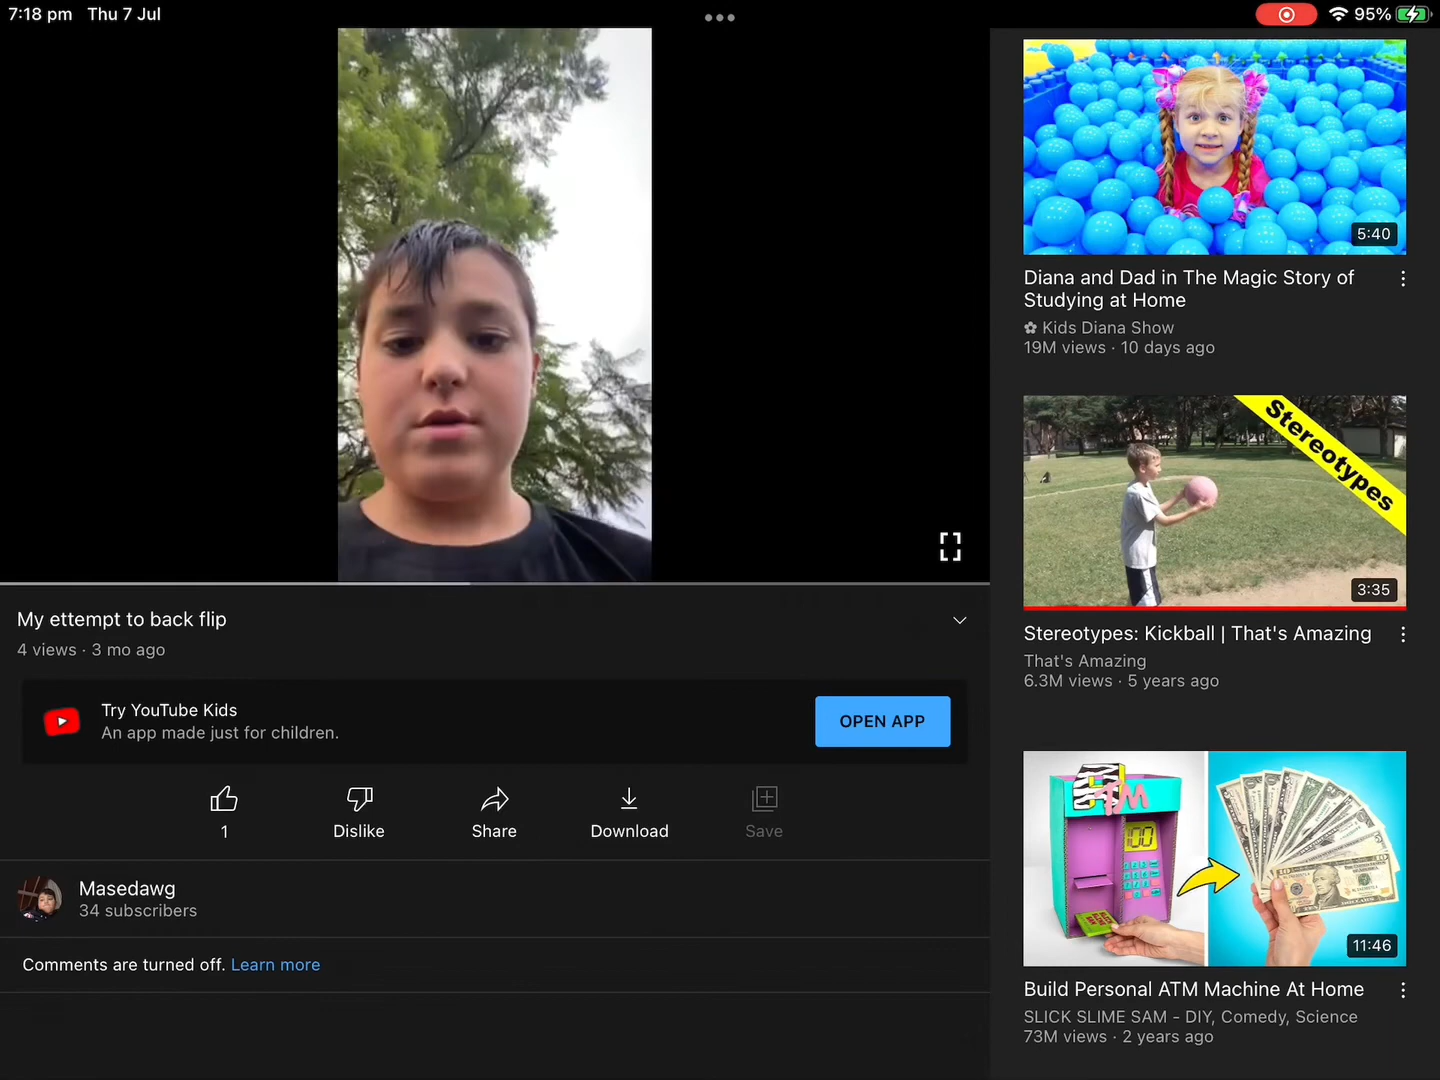 7:18 pm Thu 7 Jul
95%
My ettempt to back flip
4 views · 3 mo ago
Try YouTube Kids
An app made just for children.
OPEN APP
1
Dislike
Share
Download
Save
Masedawg
34 subscribers
Comments are turned off. Learn more
5:40
Diana and Dad in The Magic Story of
Studying at Home
Kids Diana Show
19M views · 10 days ago
Stereotypes
3:35
Stereotypes: Kickball | That's Amazing
That's Amazing
6.3M views · 5 years ago
ATM
100
11:46
Build Personal ATM Machine At Home
SLICK SLIME SAM - DIY, Comedy, Science
73M views · 2 years ago